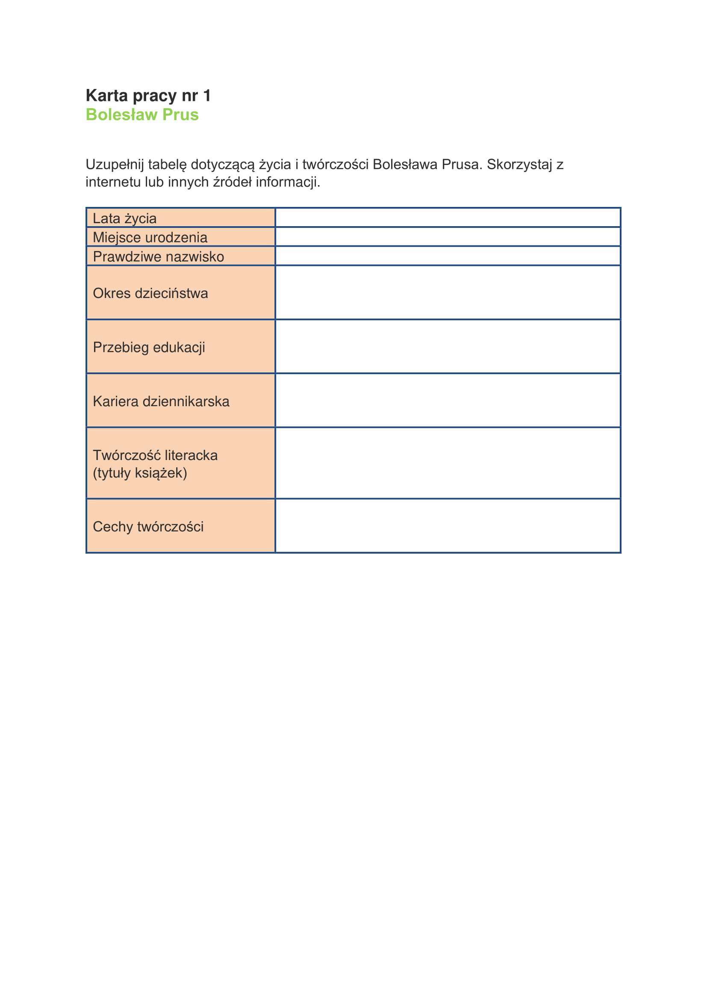 Karta pracy nr 1
Bolesław Prus
Uzupełnij tabelę dotyczącą życia i twórczości Bolesława Prusa. Skorzystaj z
internetu lub innych źródeł informacji.
Lata życia
Miejsce urodzenia
Prawdziwe nazwisko
Okres dzieciństwa
Przebieg edukacji
Kariera dziennikarska
Twórczość literacka
(tytuły książek)
Cechy twórczości